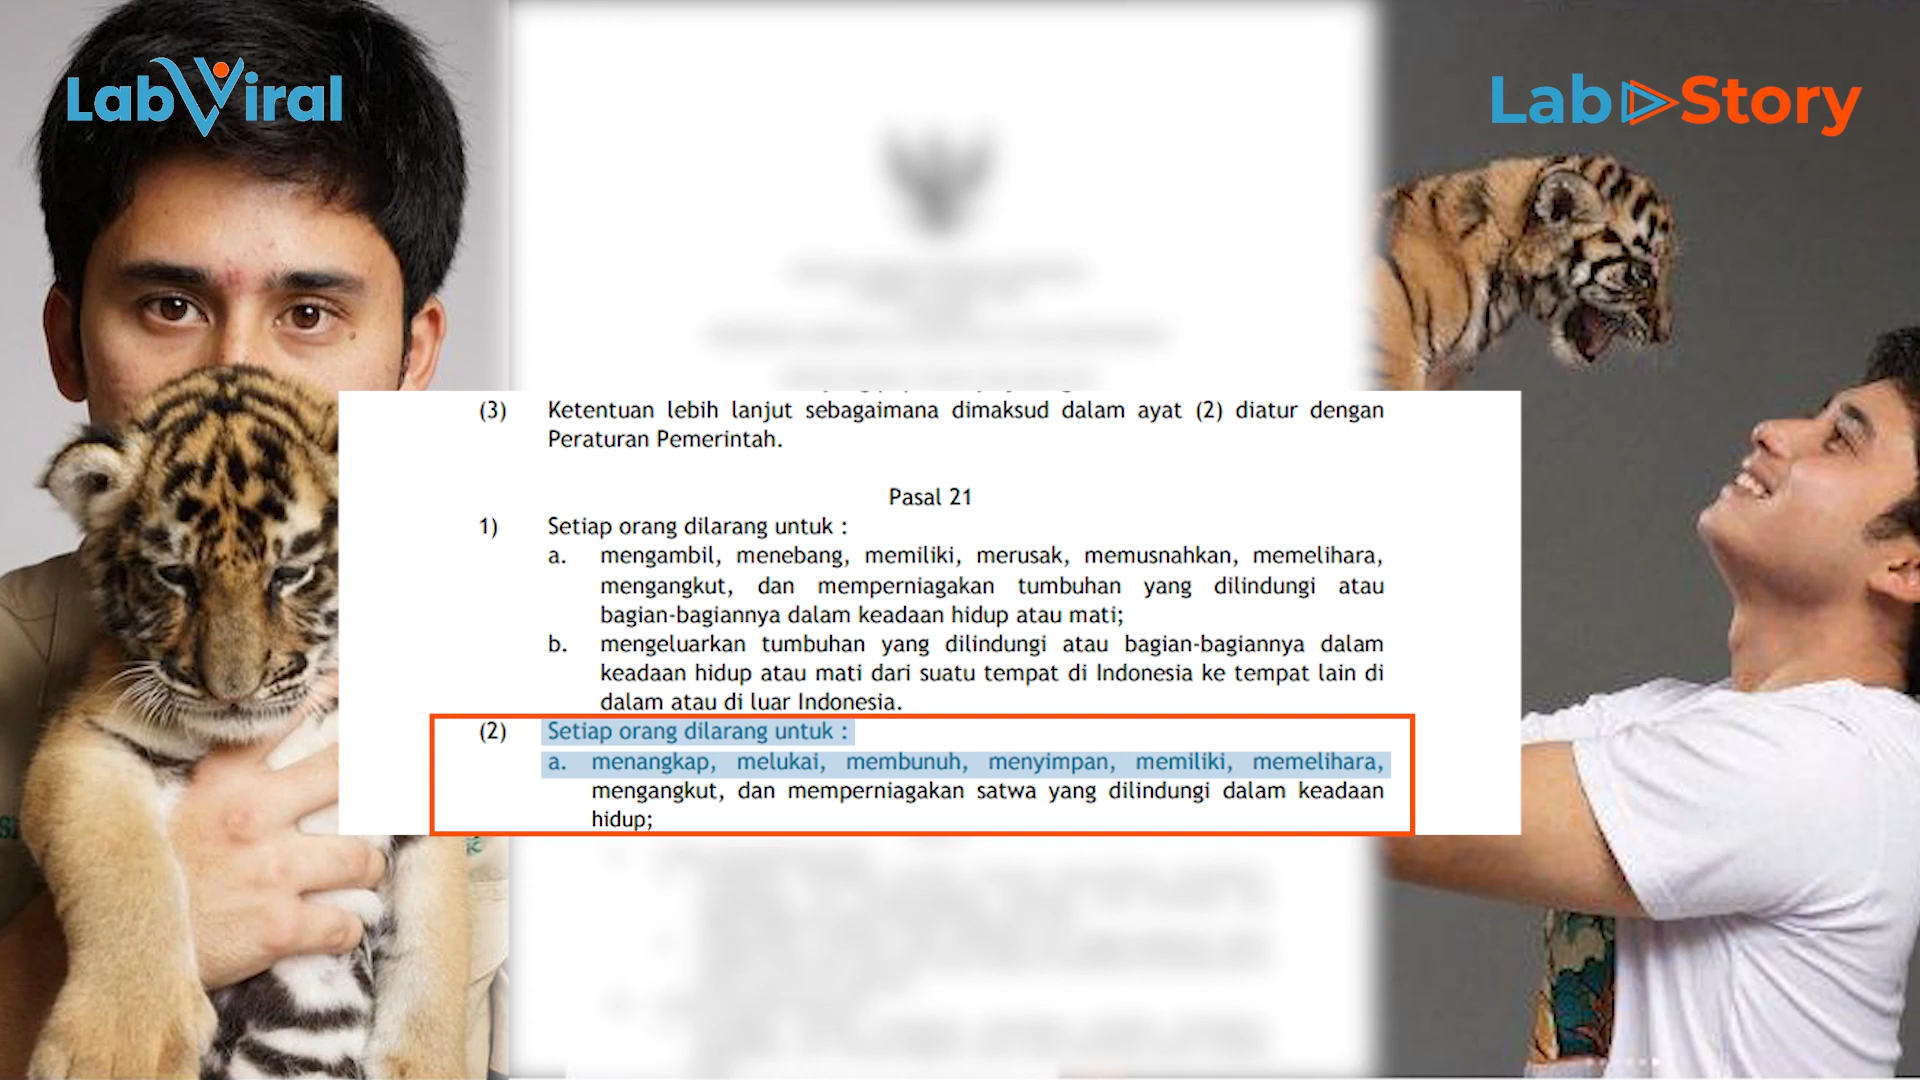 LabViral
Lab Story
(3) Ketentuan lebih lanjut sebagaimana dimaksud dalam ayat (2) diatur dengan
Peraturan Pemerintah.
Pasal 21
1) Setiap orang dilarang untuk :
a. mengambil, menebang, memiliki, merusak, memusnahkan, memelihara,
mengangkut, dan memperniagakan tumbuhan yang dilindungi atau
bagian-bagiannya dalam keadaan hidup atau mati;
b. mengeluarkan tumbuhan yang dilindungi atau bagian-bagiannya dalam
keadaan hidup atau mati dari suatu tempat di Indonesia ke tempat lain di
dalam atau di luar Indonesia.
(2) Setiap orang dilarang untuk :
a. menangkap, melukai, membunuh, menyimpan, memiliki, memelihara,
mengangkut, dan memperniagakan satwa yang dilindungi dalam keadaan
hidup;